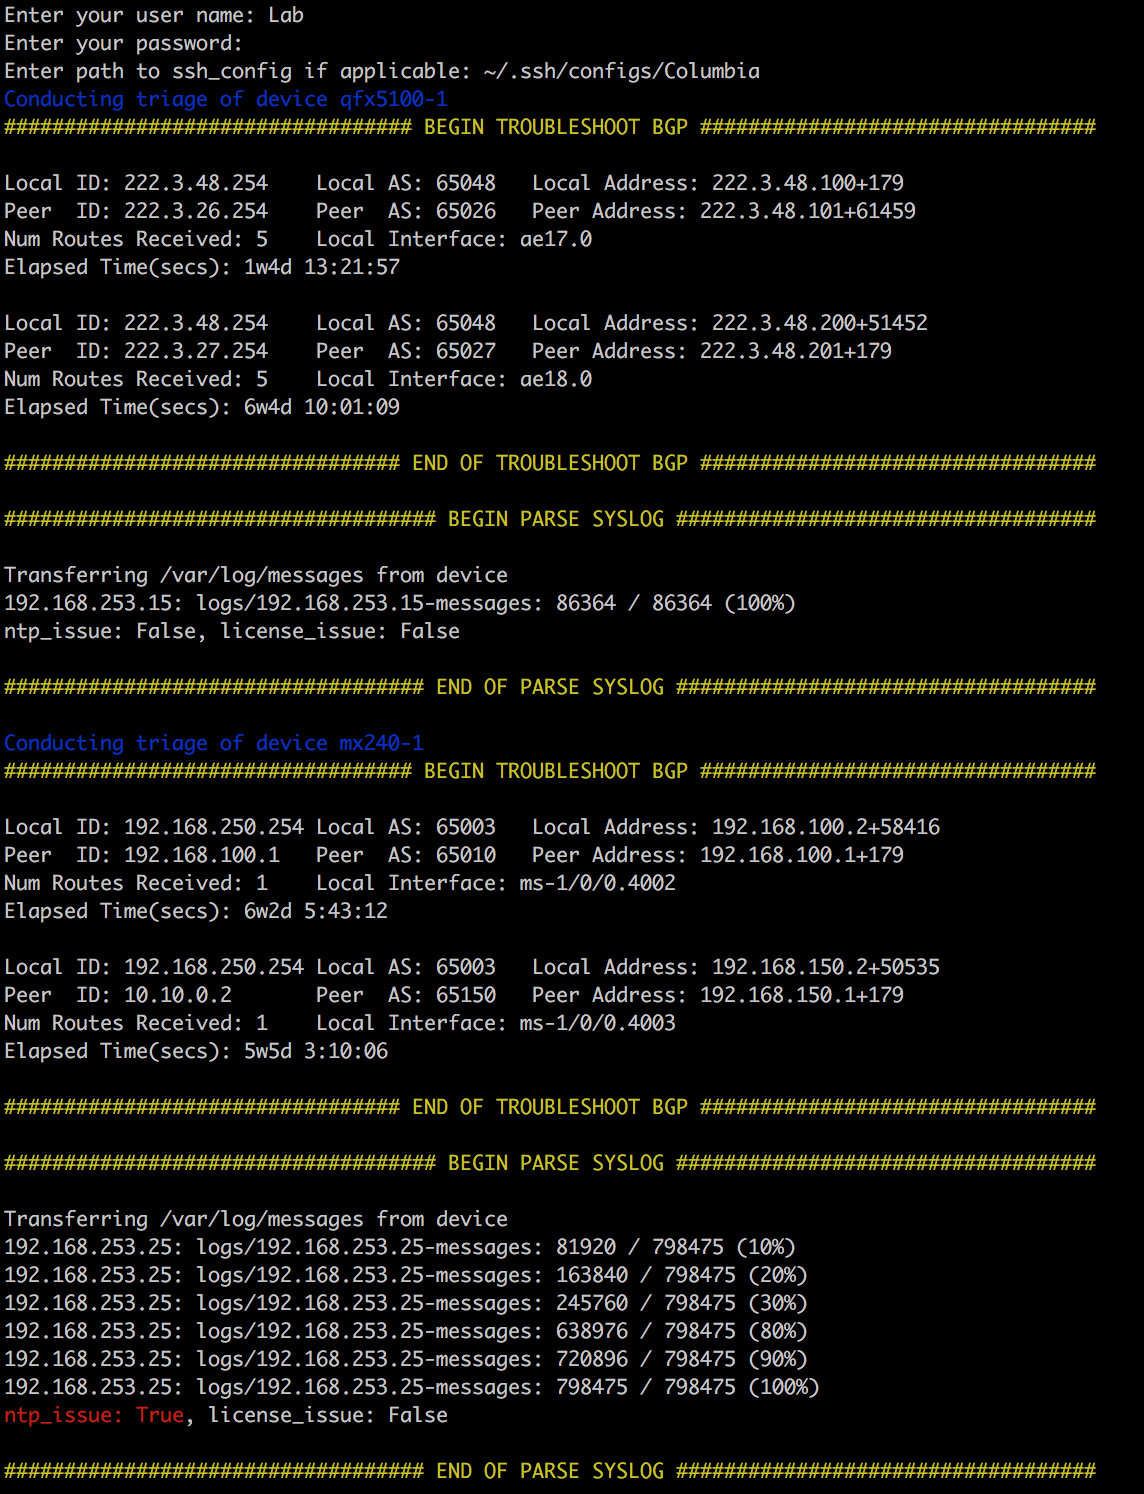 Enter your user name: Lab
Enter your password:
Enter path to ssh_config if applicable: ~/.ssh/configs/Columbia
Conducting triage of device qfx5100-1
################################## BEGIN TROUBLESHOOT BGP #################################

Local ID: 222.3.48.254    Local AS: 65048   Local Address: 222.3.48.100+179
Peer  ID: 222.3.26.254    Peer  AS: 65026   Peer Address: 222.3.48.101+61459
Num Routes Received: 5    Local Interface: ae17.0
Elapsed Time(secs): 1w4d 13:21:57

Local ID: 222.3.48.254    Local AS: 65048   Local Address: 222.3.48.200+51452
Peer  ID: 222.3.27.254    Peer  AS: 65027   Peer Address: 222.3.48.201+179
Num Routes Received: 5    Local Interface: ae18.0
Elapsed Time(secs): 6w4d 10:01:09

################################# END OF TROUBLESHOOT BGP #################################

#################################### BEGIN PARSE SYSLOG ###################################

Transferring /var/log/messages from device
192.168.253.15: logs/192.168.253.15-messages: 86364 / 86364 (100%)
ntp_issue: False, license_issue: False

################################### END OF PARSE SYSLOG ###################################

Conducting triage of device mx240-1
################################## BEGIN TROUBLESHOOT BGP #################################

Local ID: 192.168.250.254 Local AS: 65003   Local Address: 192.168.100.2+58416
Peer  ID: 192.168.100.1   Peer  AS: 65010   Peer Address: 192.168.100.1+179
Num Routes Received: 1    Local Interface: ms-1/0/0.4002
Elapsed Time(secs): 6w2d 5:43:12

Local ID: 192.168.250.254 Local AS: 65003   Local Address: 192.168.150.2+50535
Peer  ID: 10.10.0.2       Peer  AS: 65150   Peer Address: 192.168.150.1+179
Num Routes Received: 1    Local Interface: ms-1/0/0.4003
Elapsed Time(secs): 5w5d 3:10:06

################################# END OF TROUBLESHOOT BGP #################################

#################################### BEGIN PARSE SYSLOG ###################################

Transferring /var/log/messages from device
192.168.253.25: logs/192.168.253.25-messages: 81920 / 798475 (10%)
192.168.253.25: logs/192.168.253.25-messages: 163840 / 798475 (20%)
192.168.253.25: logs/192.168.253.25-messages: 245760 / 798475 (30%)
192.168.253.25: logs/192.168.253.25-messages: 638976 / 798475 (80%)
192.168.253.25: logs/192.168.253.25-messages: 720896 / 798475 (90%)
192.168.253.25: logs/192.168.253.25-messages: 798475 / 798475 (100%)
ntp_issue: True, license_issue: False

################################### END OF PARSE SYSLOG ###################################